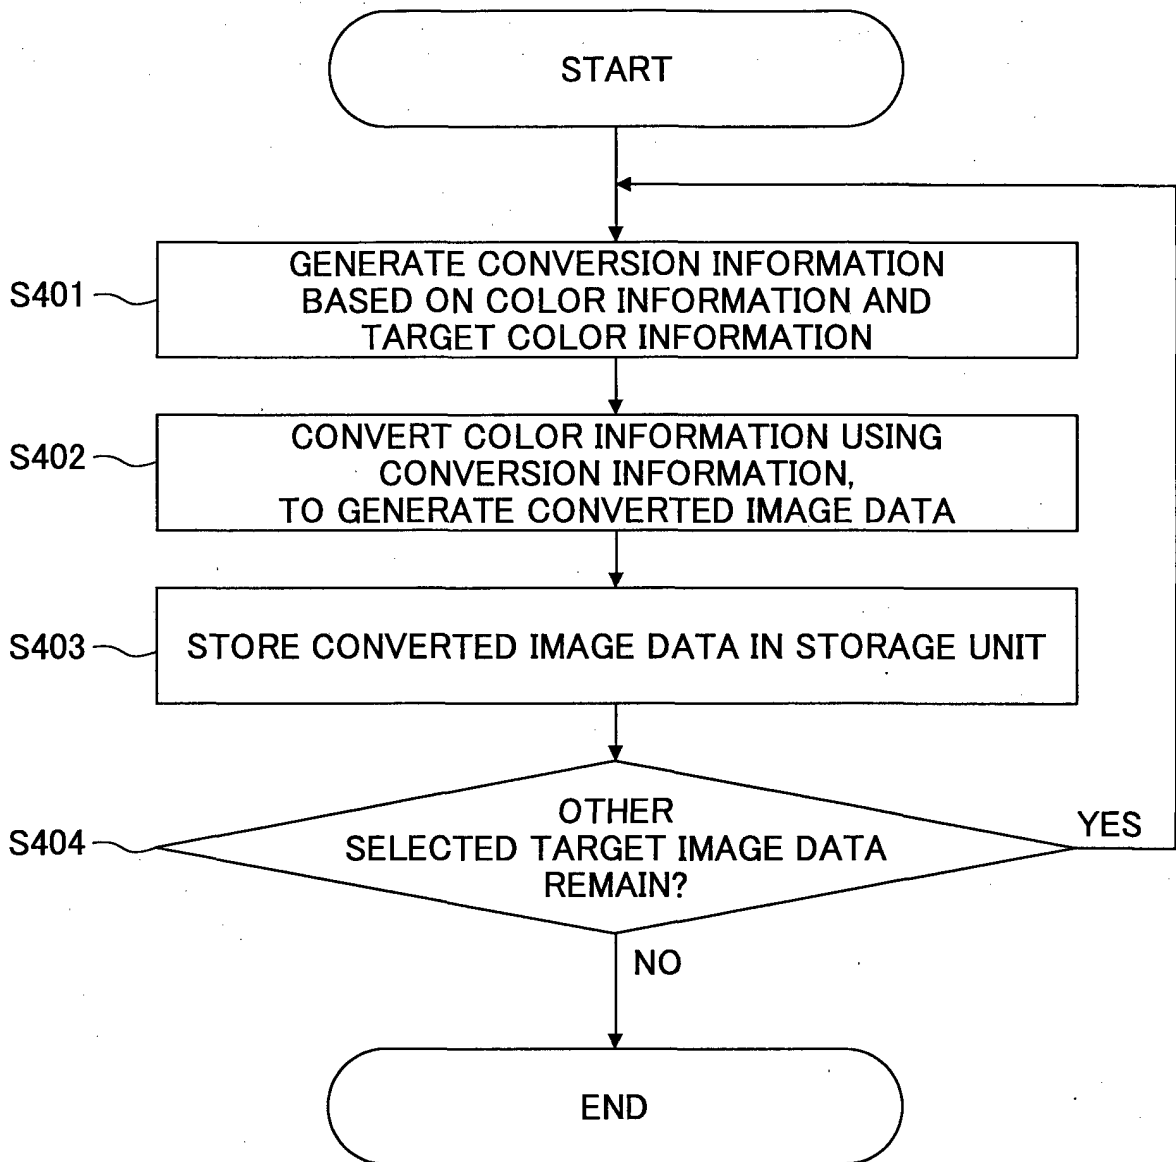 START
S401
GENERATE CONVERSION INFORMATION
BASED ON COLOR INFORMATION AND
TARGET COLOR INFORMATION
S402
CONVERT COLOR INFORMATION USING
CONVERSION INFORMATION,
TO GENERATE CONVERTED IMAGE DATA
S403
STORE CONVERTED IMAGE DATA IN STORAGE UNIT
S404
OTHER
SELECTED TARGET IMAGE DATA
REMAIN?
YES
NO
END